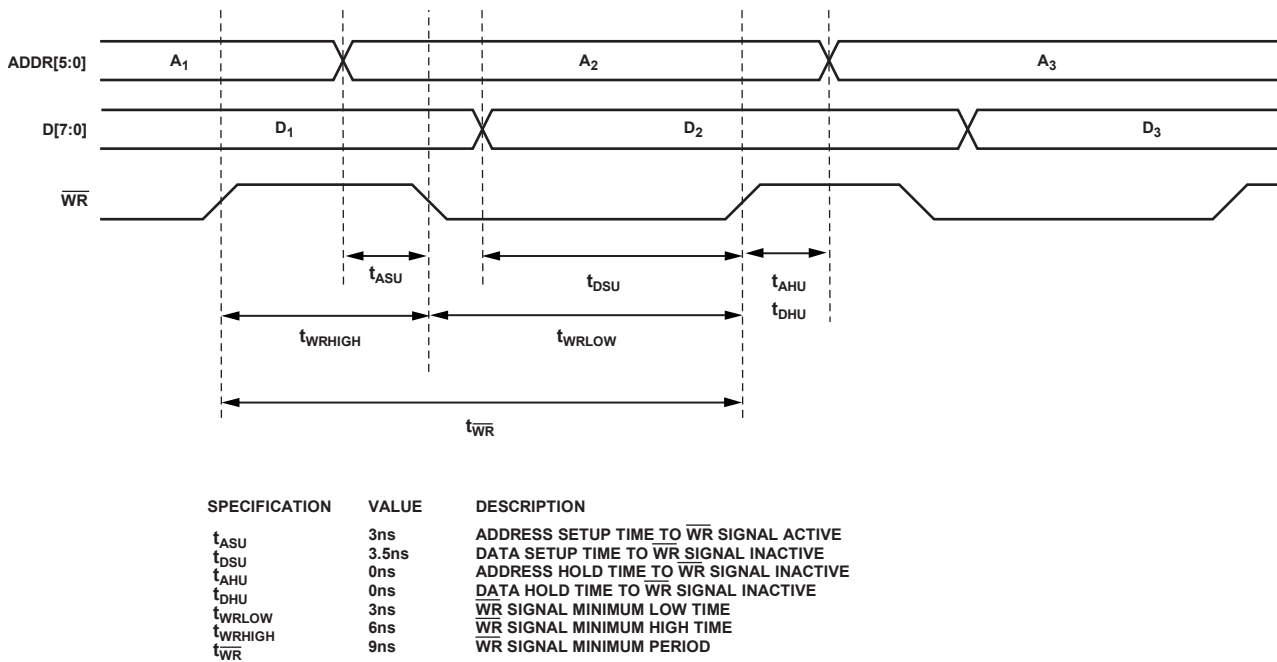 ADDR[5:0] A1 A2 A3
D[7:0] D1 D2 D3
WR
tASU tDSU tAHU
tDHU
tWRHIGH tWRLOW
tWR
SPECIFICATION VALUE DESCRIPTION
tASU 3ns ADDRESS SETUP TIME TO WR SIGNAL ACTIVE
tDSU 3.5ns DATA SETUP TIME TO WR SIGNAL INACTIVE
tAHU 0ns ADDRESS HOLD TIME TO WR SIGNAL INACTIVE
tDHU 0ns DATA HOLD TIME TO WR SIGNAL INACTIVE
tWRLOW 3ns WR SIGNAL MINIMUM LOW TIME
tWRHIGH 6ns WR SIGNAL MINIMUM HIGH TIME
tWR 9ns WR SIGNAL MINIMUM PERIOD